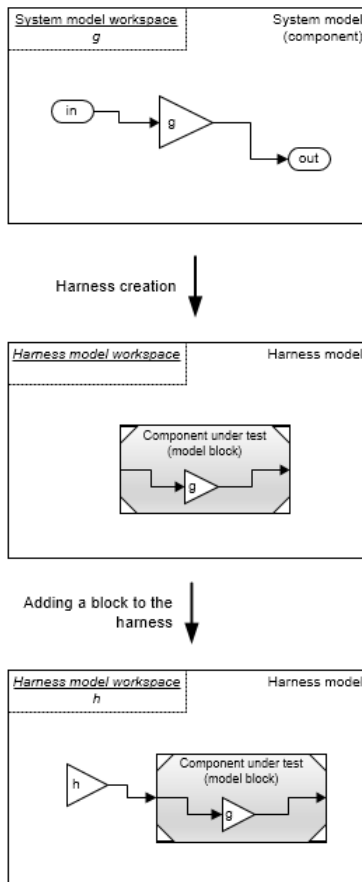 System model workspace
g
System model
(component)
in
g
out
Harness creation
Harness model workspace
Harness model
Component under test
(model block)
g
Adding a block to the
harness
Harness model workspace
h
Harness model
Component under test
(model block)
h
g